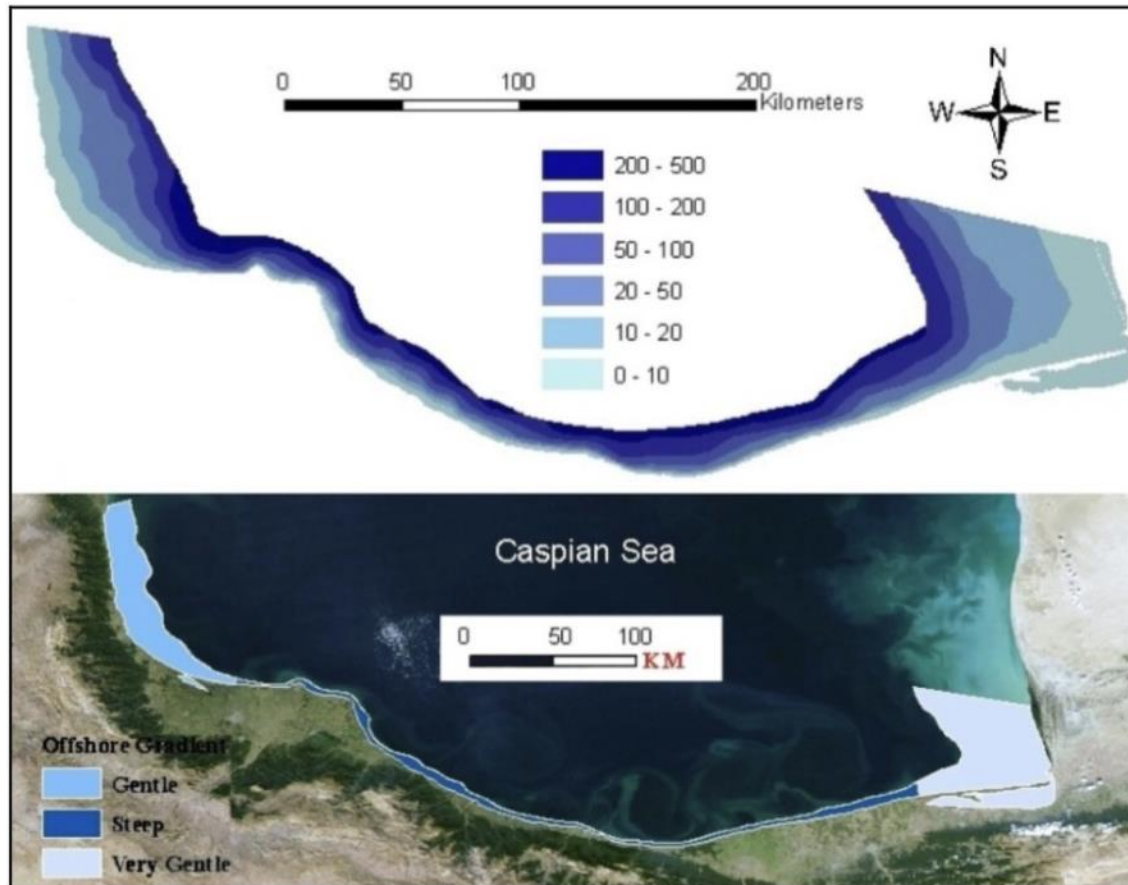 0 50 100 200
Kilometers
N
W E
S
200 - 500
100 - 200
50 - 100
20 - 50
10 - 20
0 - 10
Caspian Sea
0 50 100
KM
Offshore Gradient
Gentle
Steep
Very Gentle